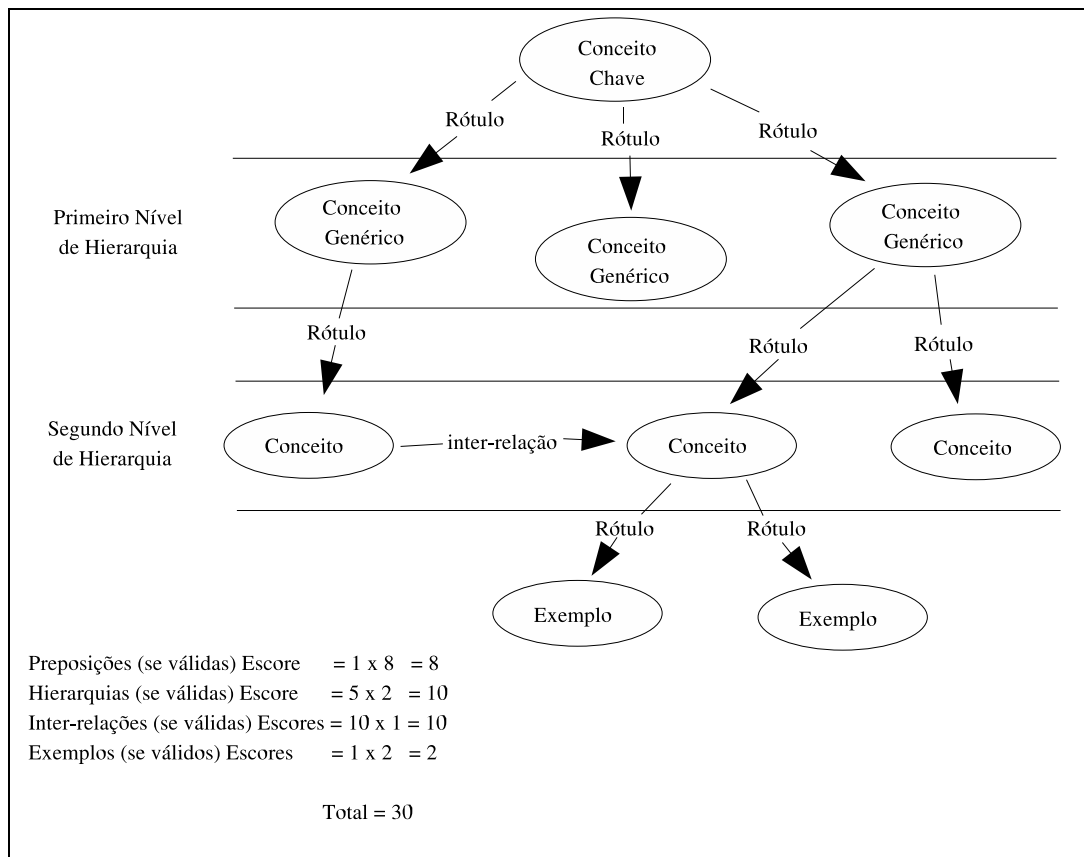 Conceito
Chave
Rótulo
Rótulo
Rótulo
Primeiro Nível
de Hierarquia
Conceito
Genérico
Conceito
Genérico
Conceito
Genérico
Rótulo
Rótulo
Rótulo
Segundo Nível
de Hierarquia
Conceito
inter-relação
Conceito
Conceito
Rótulo
Rótulo
Exemplo
Exemplo
Preposições (se válidas) Escore = 1 x 8 = 8
Hierarquias (se válidas) Escore = 5 x 2 = 10
Inter-relações (se válidas) Escores = 10 x 1 = 10
Exemplos (se válidos) Escores = 1 x 2 = 2
Total = 30